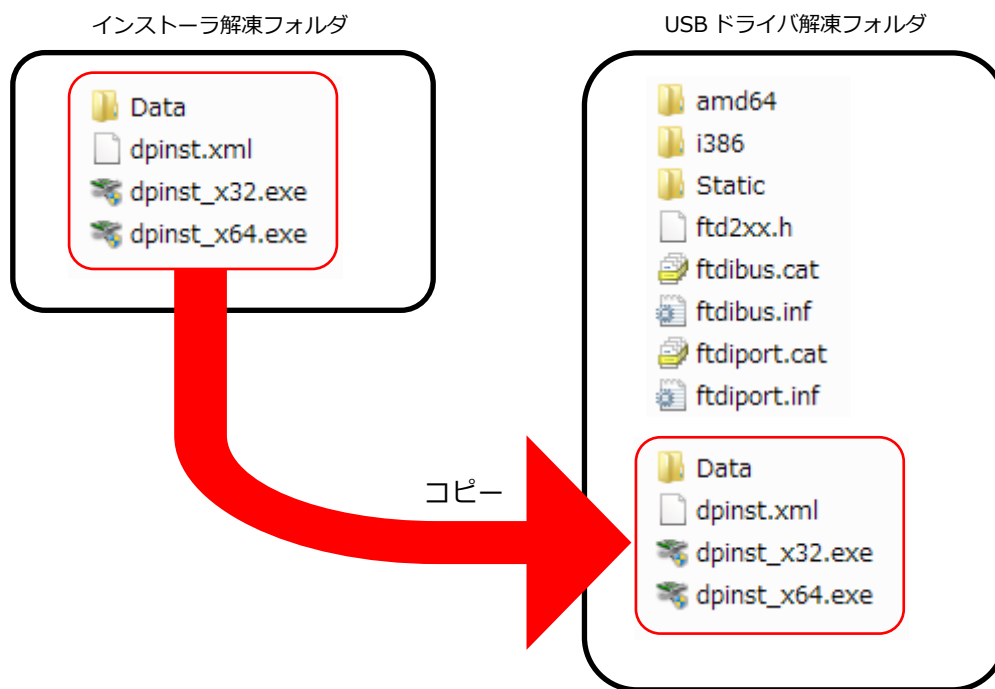 インストーラ解凍フォルダ
Data
dpinst.xml
dpinst_x32.exe
dpinst_x64.exe
コピー
USB ドライバ解凍フォルダ
amd64
i386
Static
ftd2xx.h
ftdibus.cat
ftdibus.inf
ftdiport.cat
ftdiport.inf
Data
dpinst.xml
dpinst_x32.exe
dpinst_x64.exe